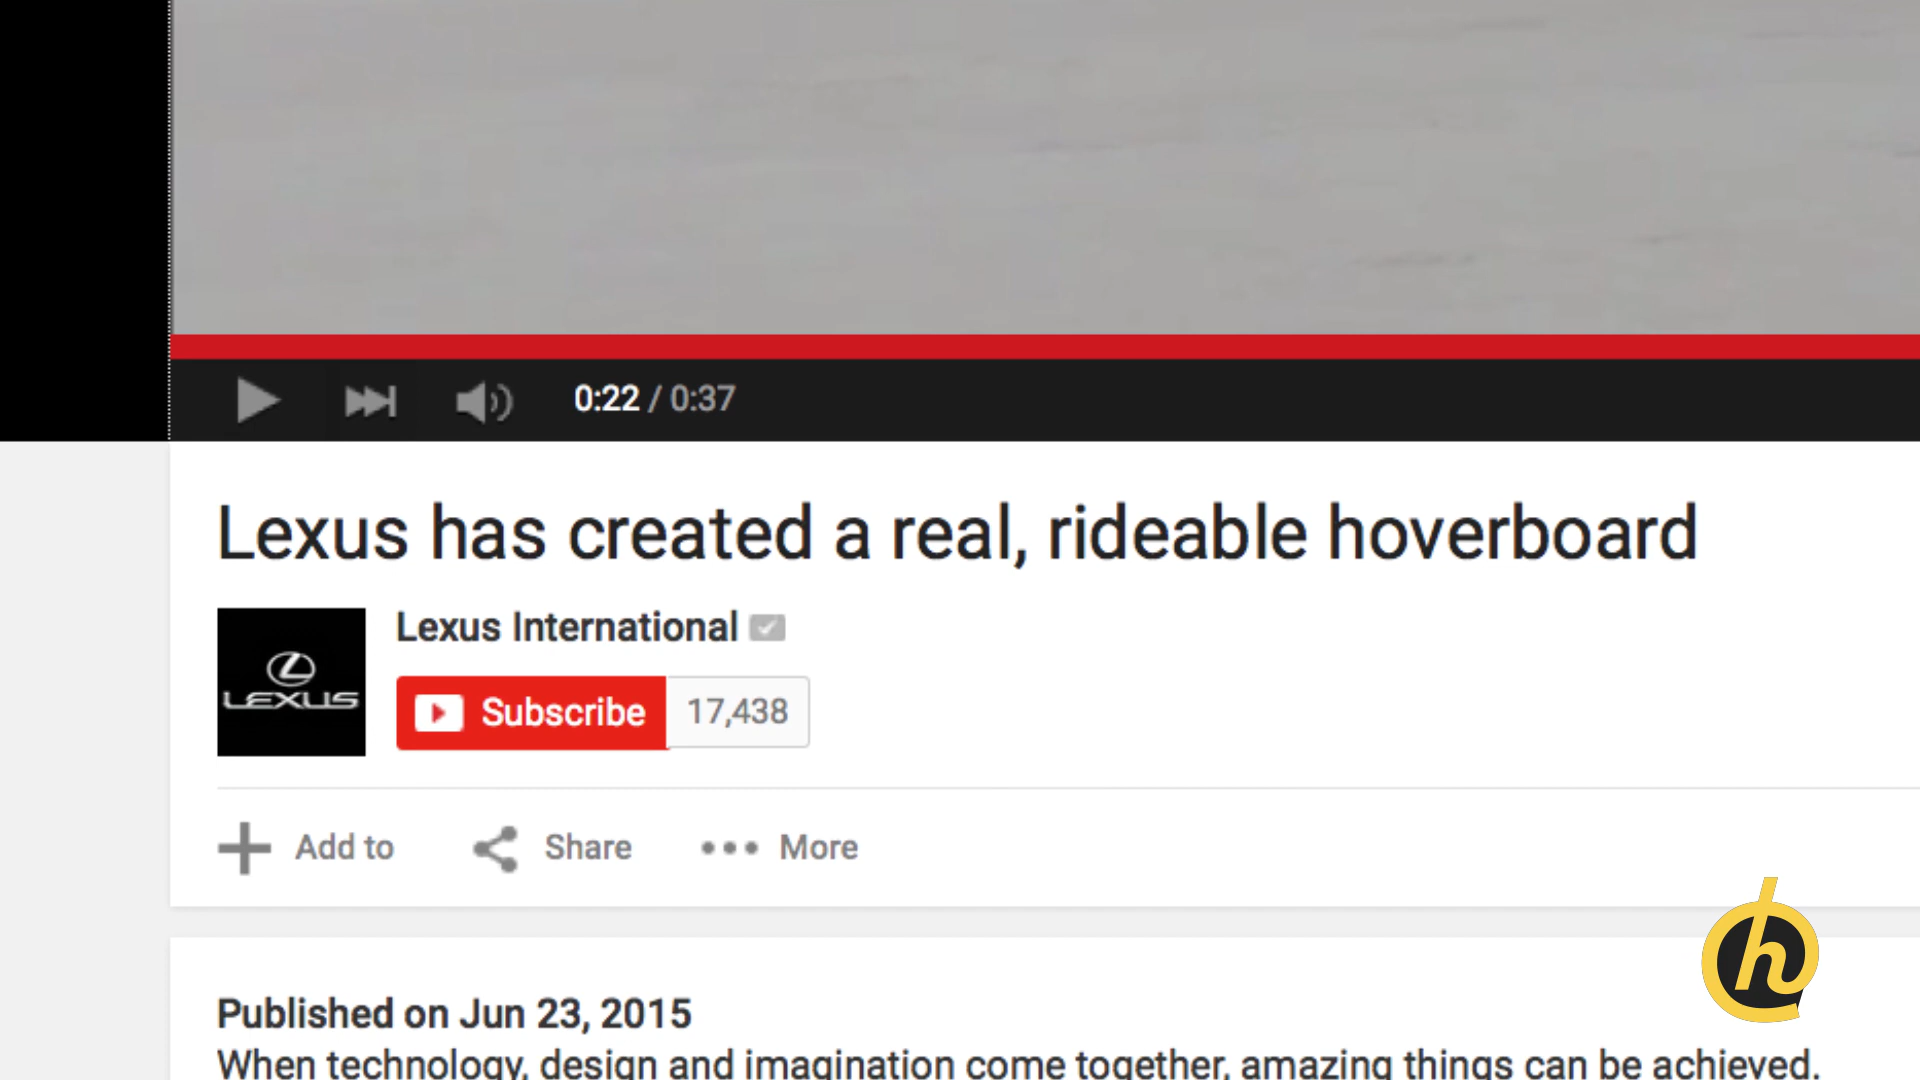 0:22 / 0:37
Lexus has created a real, rideable hoverboard
LEXUS
Lexus International
Subscribe 17,438
Add to Share More
h
Published on Jun 23, 2015
When technology, design and imagination come together, amazing things can be achieved.